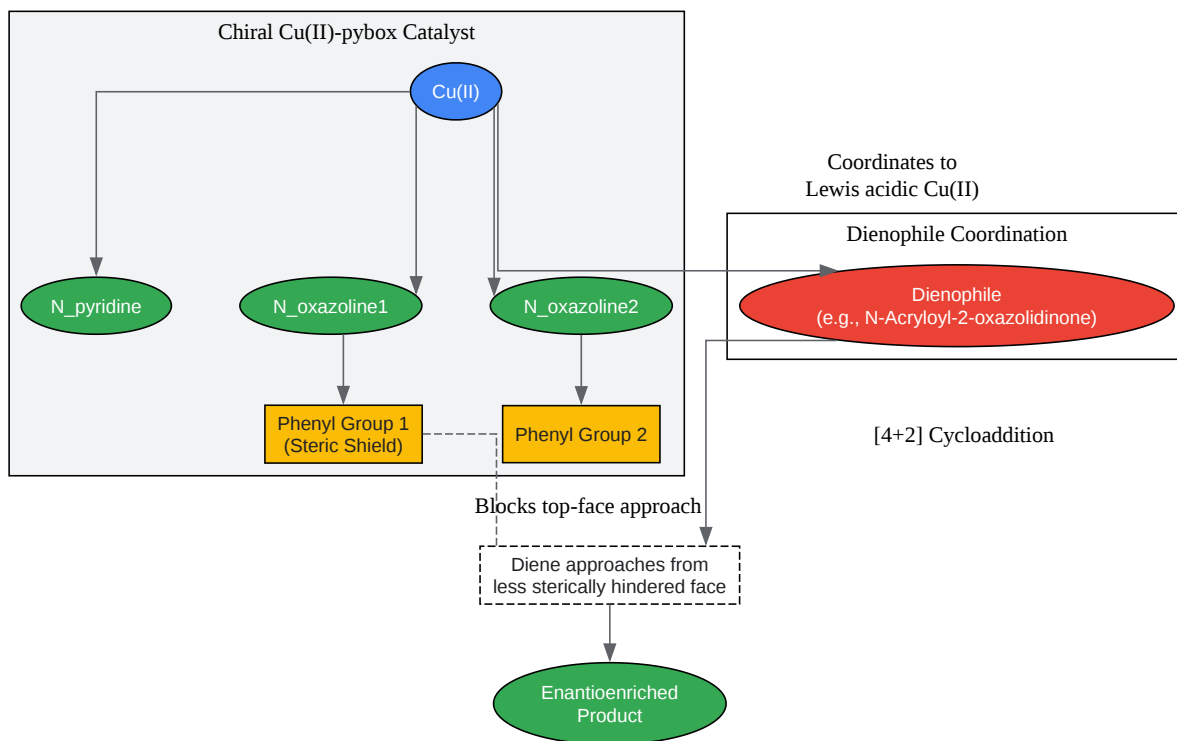 Chiral Cu(II)-pybox Catalyst
Cu(II)
Coordinates to
Lewis acidic Cu(II)
Dienophile Coordination
N_pyridine
N_oxazoline1
N_oxazoline2
Dienophile
(e.g., N-Acryloyl-2-oxazolidinone)
Phenyl Group 1
(Steric Shield)
Phenyl Group 2
[4+2] Cycloaddition
Blocks top-face approach
Diene approaches from
less sterically hindered face
Enantioenriched
Product